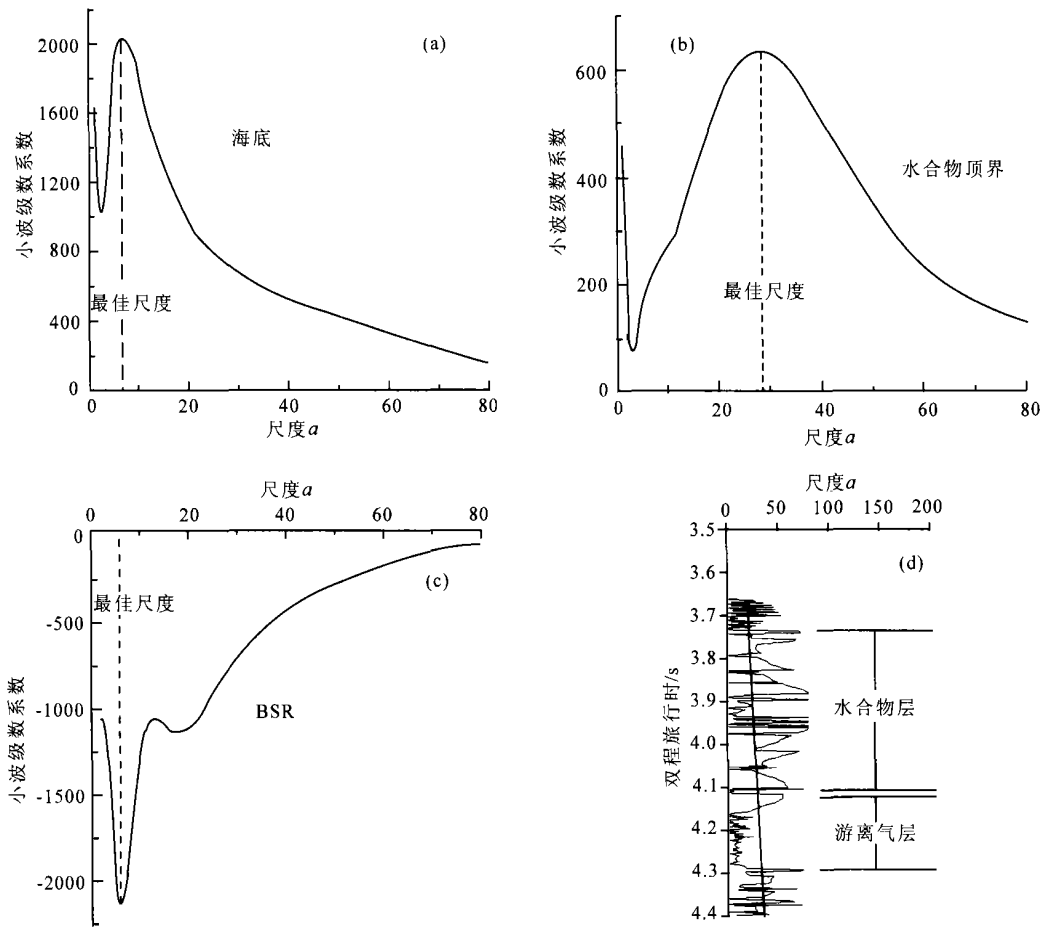 (a)
2000
1600
1200
800
400
0
小波级数系数
海底
最佳尺度
0 20 40 60 80
尺度a
(b)
600
400
200
0
小波级数系数
水合物顶界
最佳尺度
0 20 40 60 80
尺度a
尺度a
0 20 40 60 80
0
-500
-1000
-1500
-2000
小波级数系数
(c)
最佳尺度
BSR
尺度a
0 50 100 150 200
3.5
3.6
3.7
3.8
3.9
4.0
4.1
4.2
4.3
4.4
双程旅行时/s
(d)
水合物层
游离气层